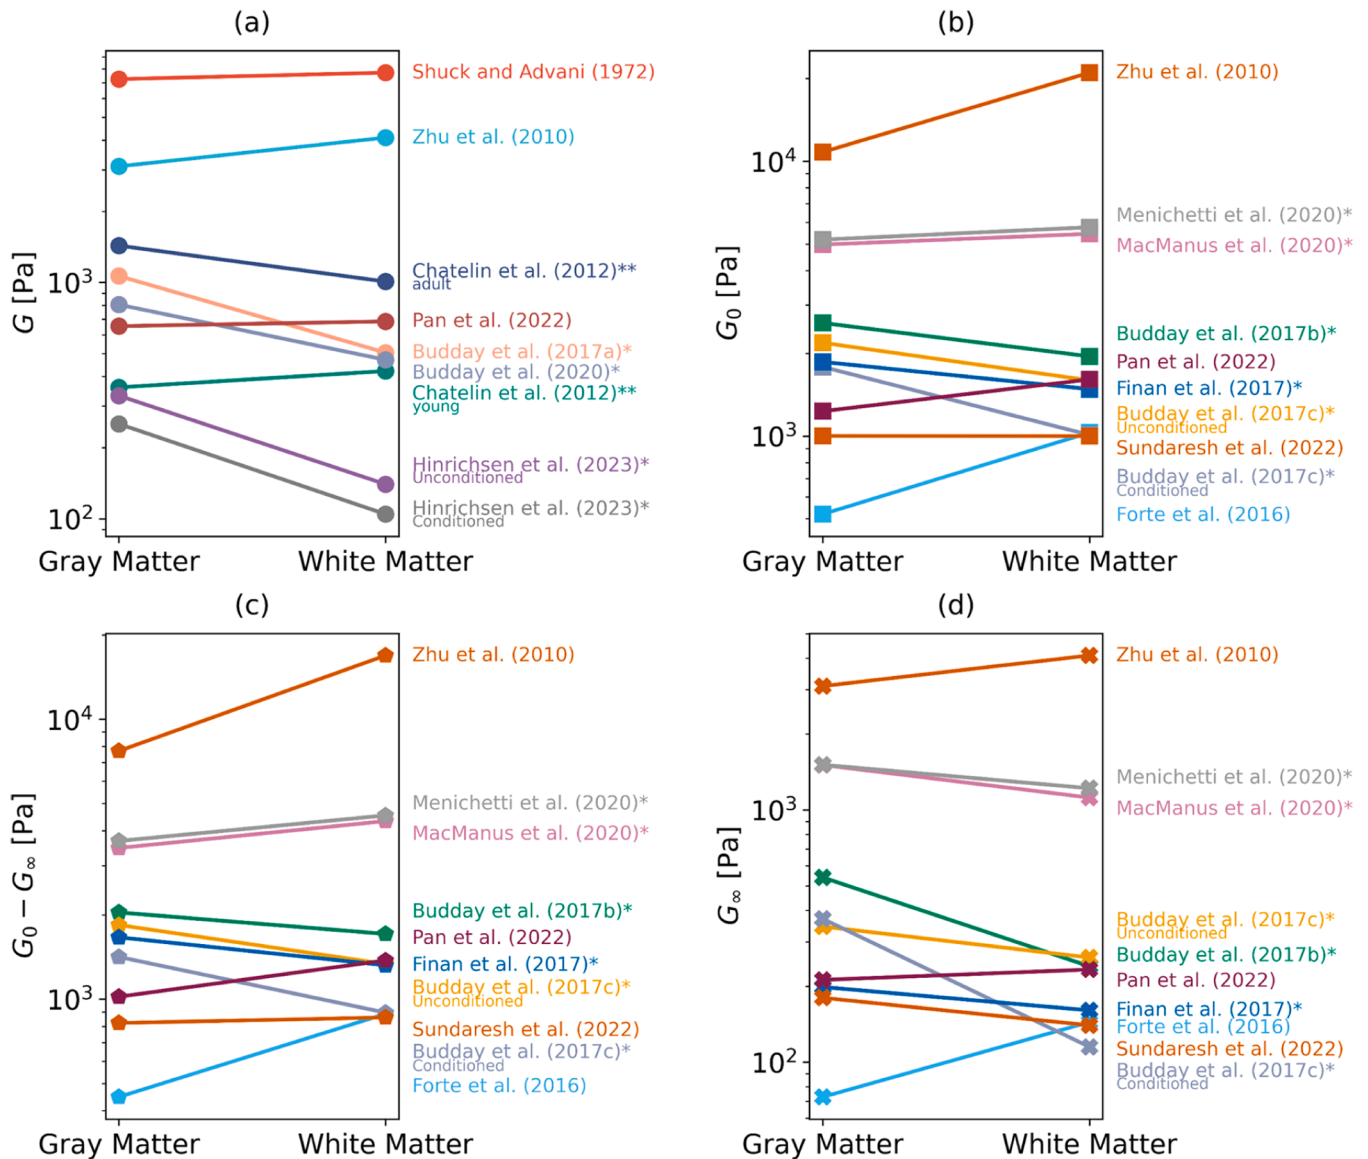 (a)
G [Pa]
10³
10²
Shuck and Advani (1972)
Zhu et al. (2010)
Chatelin et al. (2012)**
adult
Pan et al. (2022)
Budday et al. (2017a)*
Budday et al. (2020)*
Chatelin et al. (2012)**
young
Hinrichsen et al. (2023)*
Unconditioned
Hinrichsen et al. (2023)*
Conditioned
Gray Matter White Matter
(b)
G₀ [Pa]
10⁴
10³
Zhu et al. (2010)
Menichetti et al. (2020)*
MacManus et al. (2020)*
Budday et al. (2017b)*
Pan et al. (2022)
Finan et al. (2017)*
Budday et al. (2017c)*
Unconditioned
Sundaresh et al. (2022)
Budday et al. (2017c)*
Conditioned
Forte et al. (2016)
Gray Matter White Matter
(c)
G₀ − G∞ [Pa]
10⁴
10³
Zhu et al. (2010)
Menichetti et al. (2020)*
MacManus et al. (2020)*
Budday et al. (2017b)*
Pan et al. (2022)
Finan et al. (2017)*
Budday et al. (2017c)*
Unconditioned
Sundaresh et al. (2022)
Budday et al. (2017c)*
Conditioned
Forte et al. (2016)
Gray Matter White Matter
(d)
G∞ [Pa]
10³
10²
Zhu et al. (2010)
Menichetti et al. (2020)*
MacManus et al. (2020)*
Budday et al. (2017c)*
Unconditioned
Budday et al. (2017b)*
Pan et al. (2022)
Finan et al. (2017)*
Forte et al. (2016)
Sundaresh et al. (2022)
Budday et al. (2017c)*
Conditioned
Gray Matter White Matter